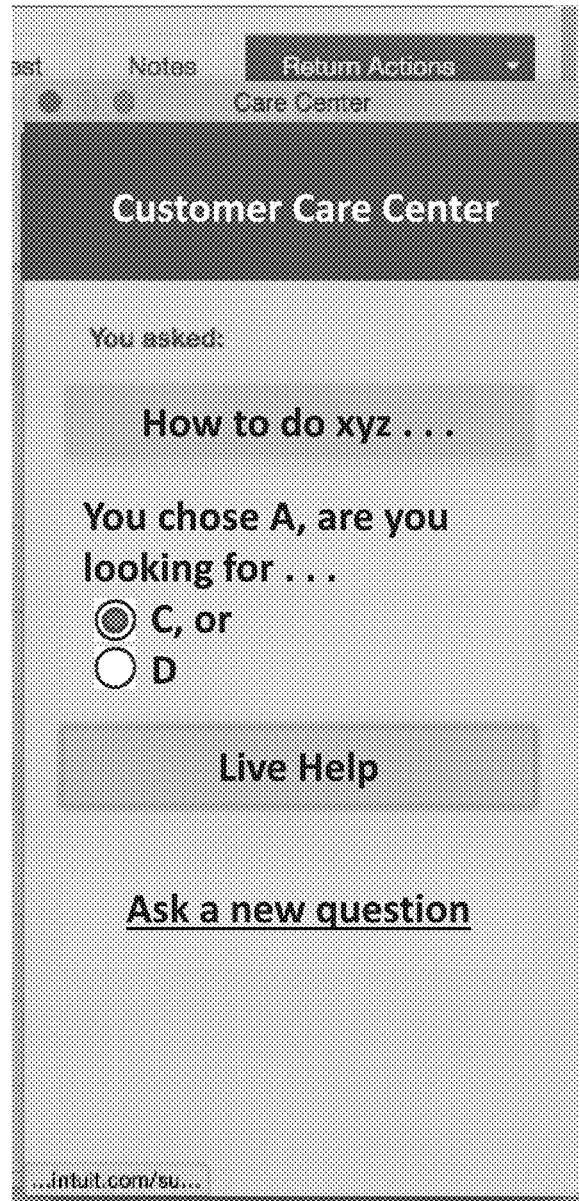 est Notes Return Actions
Care Center
Customer Care Center
You asked:
How to do xyz . . .
You chose A, are you
looking for . . .
C, or
D
Live Help
Ask a new question
...intuit.com/su...